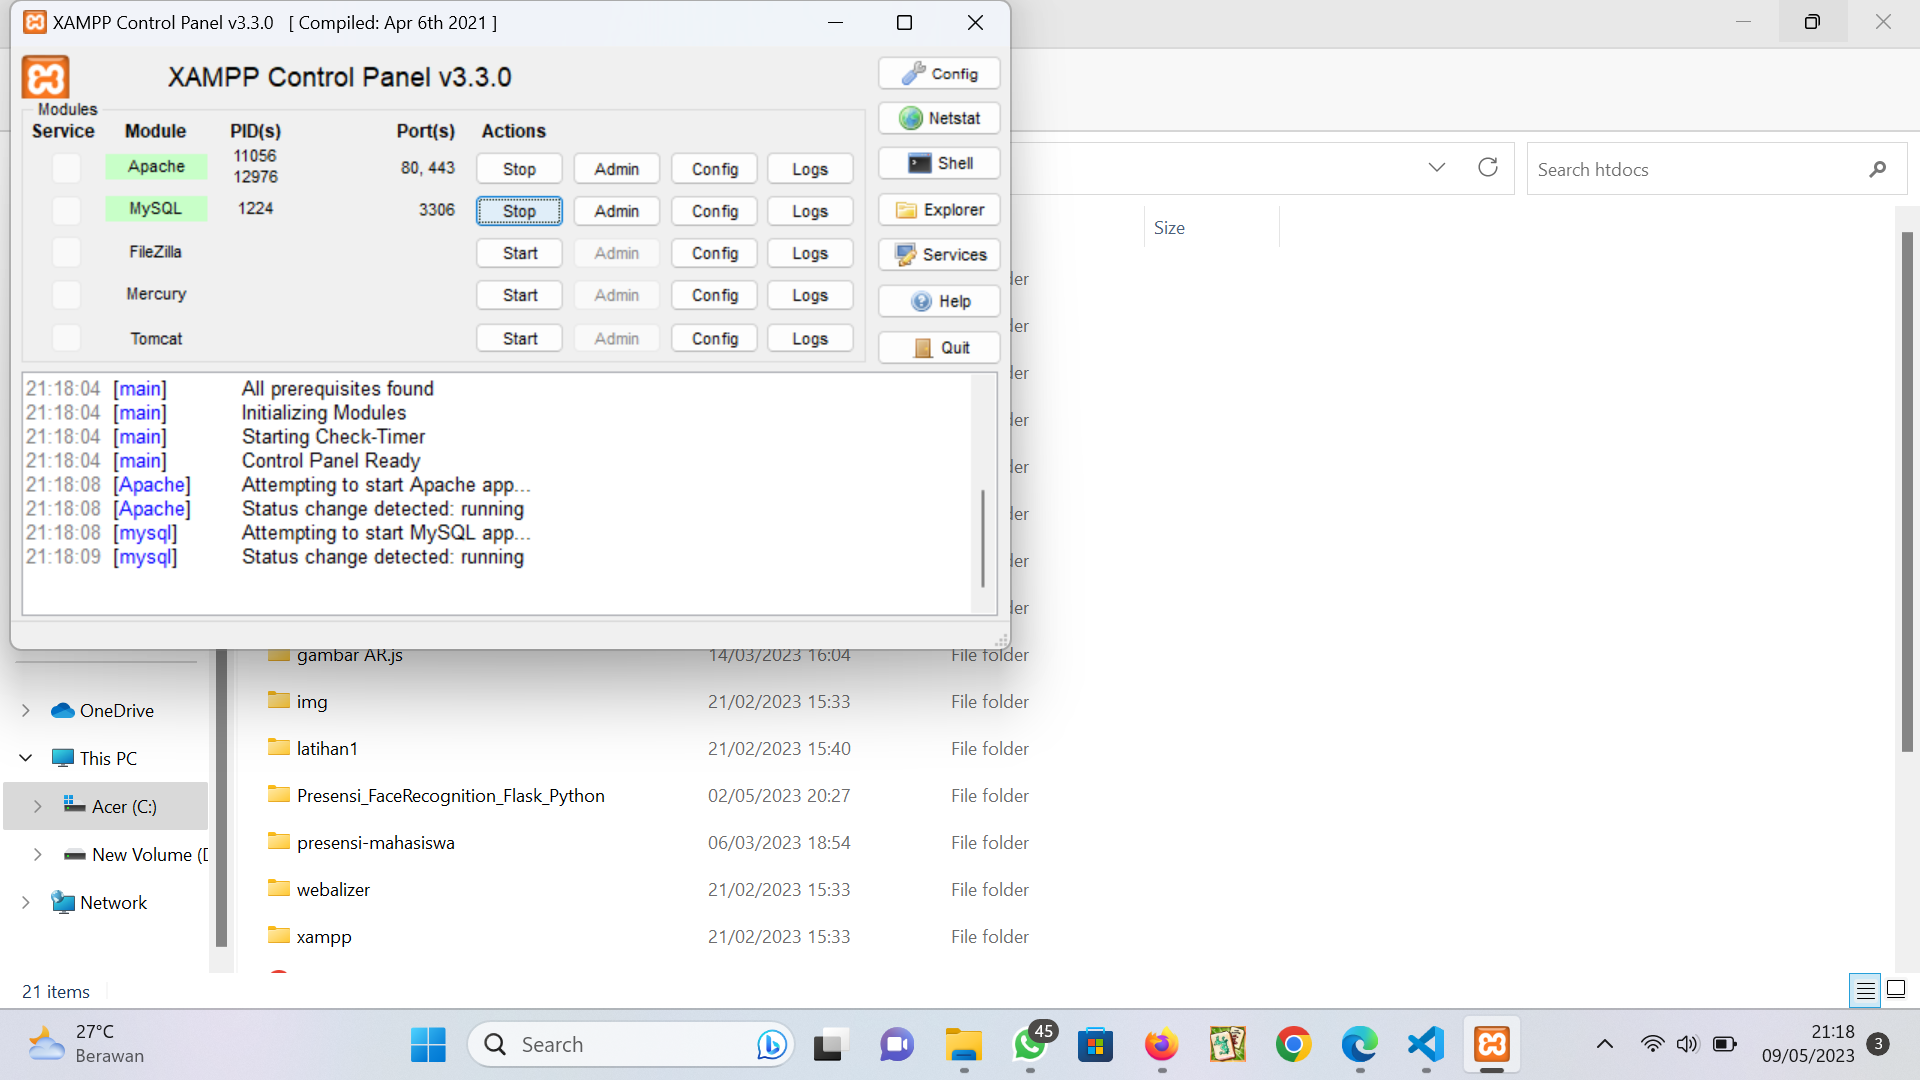 XAMPP Control Panel v3.3.0 [ Compiled: Apr 6th 2021 ]
XAMPP Control Panel v3.3.0
Config
Modules
Service Module PID(s) Port(s) Actions
Netstat
Apache 11056 12976 80, 443 Stop Admin Config Logs
Shell
MySQL 1224 3306 Stop Admin Config Logs
Explorer
FileZilla Start Admin Config Logs
Services
Mercury Start Admin Config Logs
Help
Tomcat Start Admin Config Logs
Quit
21:18:04 [main] All prerequisites found
21:18:04 [main] Initializing Modules
21:18:04 [main] Starting Check-Timer
21:18:04 [main] Control Panel Ready
21:18:08 [Apache] Attempting to start Apache app...
21:18:08 [Apache] Status change detected: running
21:18:08 [mysql] Attempting to start MySQL app...
21:18:09 [mysql] Status change detected: running
Search htdocs
Size
der
der
der
der
der
der
der
der
gambar AR.js 14/03/2023 16:04 File folder
img 21/02/2023 15:33 File folder
latihan1 21/02/2023 15:40 File folder
Presensi_FaceRecognition_Flask_Python 02/05/2023 20:27 File folder
presensi-mahasiswa 06/03/2023 18:54 File folder
webalizer 21/02/2023 15:33 File folder
xampp 21/02/2023 15:33 File folder
OneDrive
This PC
Acer (C:)
New Volume (D
Network
21 items
27°C
Berawan
Search
45
21:18
09/05/2023
3